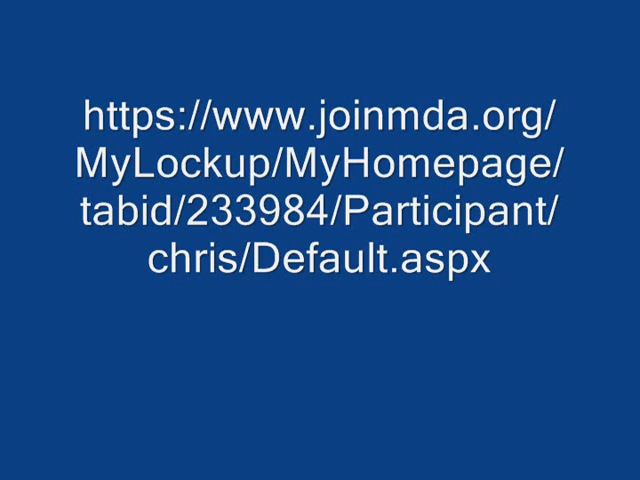 https://www.joinmda.org/
MyLockup/MyHomepage/
tabid/233984/Participant/
chris/Default.aspx